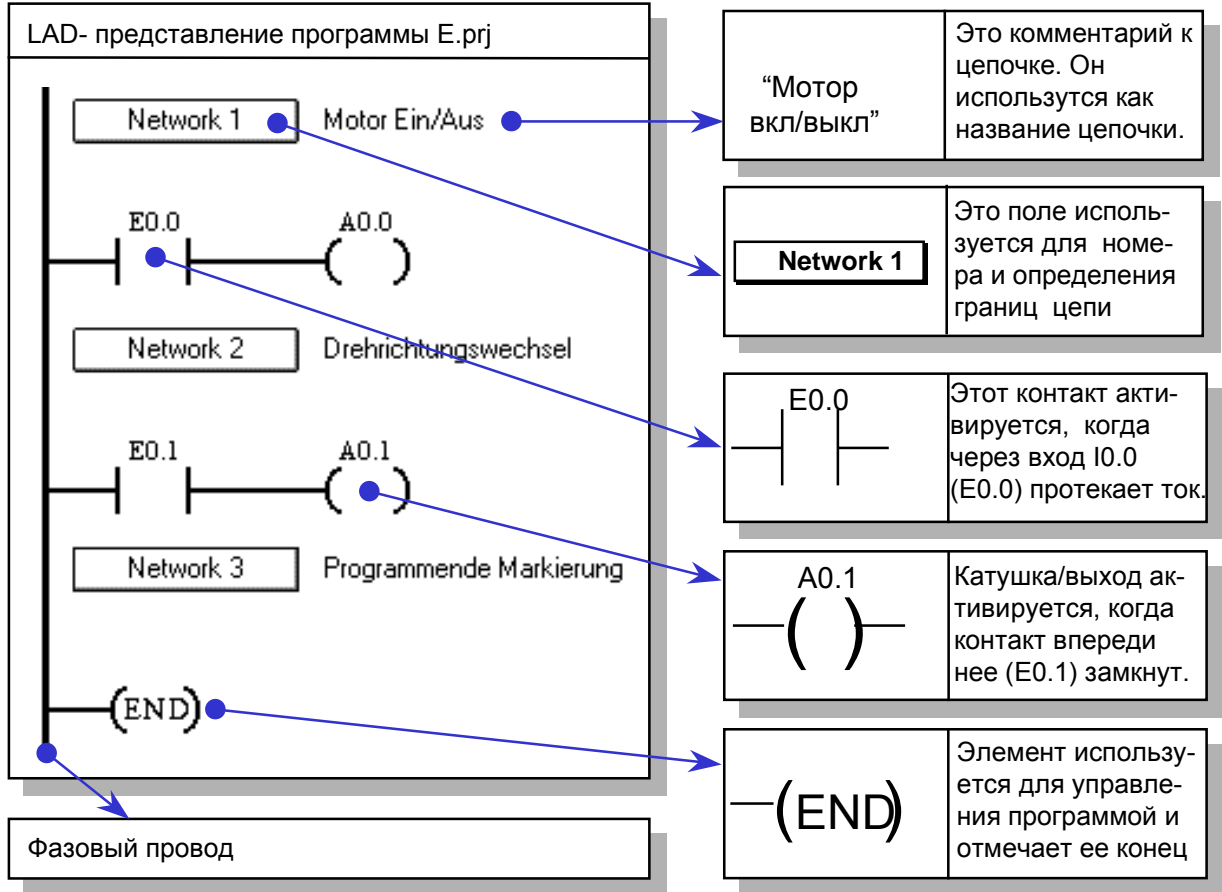 LAD- представление программы E.prj
Network 1
Motor Ein/Aus
E0.0
A0.0
Network 2
Drehrichtungswechsel
E0.1
A0.1
Network 3
Programmende Markierung
(END)
Фазовый провод
“Мотор
вкл/выкл”
Это комментарий к
цепочке. Он
использутся как
название цепочки.
Network 1
Это поле исполь-
зуется для номе-
ра и определения
границ цепи
E0.0
Этот контакт акти-
вируется, когда
через вход I0.0
(E0.0) протекает ток.
A0.1
Катушка/выход ак-
тивируется, когда
контакт впереди
нее (E0.1) замкнут.
(END)
Элемент использу-
ется для управле-
ния программой и
отмечает ее конец